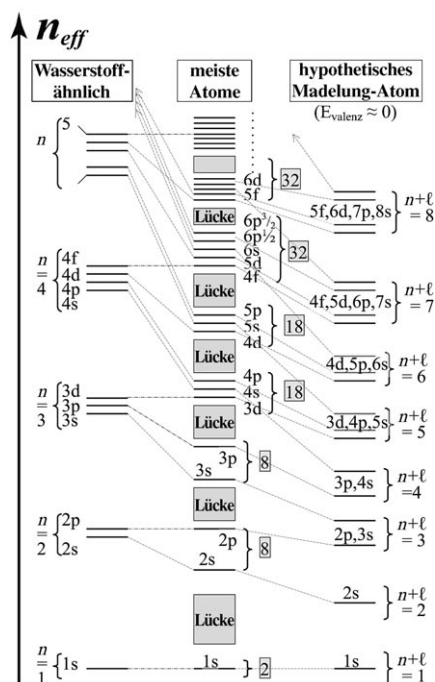 n_eff
Wasserstoff-
ähnlich
n
5
n
=
4
4f
4d
4p
4s
n
=
3
3d
3p
3s
n
=
2
2p
2s
n
=
1
1s
meiste
Atome
6d
5f
32
Lücke
6p3/2
6p1/2
6s
5d
4f
32
Lücke
5p
5s
4d
18
Lücke
4p
4s
3d
18
Lücke
3p
3s
8
Lücke
2p
2s
8
Lücke
1s
2
hypothetisches
Madelung-Atom
(E_valenz ≈ 0)
5f,6d,7p,8s
n+ℓ
= 8
4f,5d,6p,7s
n+ℓ
= 7
4d,5p,6s
n+ℓ
= 6
3d,4p,5s
n+ℓ
= 5
3p,4s
n+ℓ
=4
2p,3s
n+ℓ
= 3
2s
n+ℓ
= 2
1s
n+ℓ
= 1